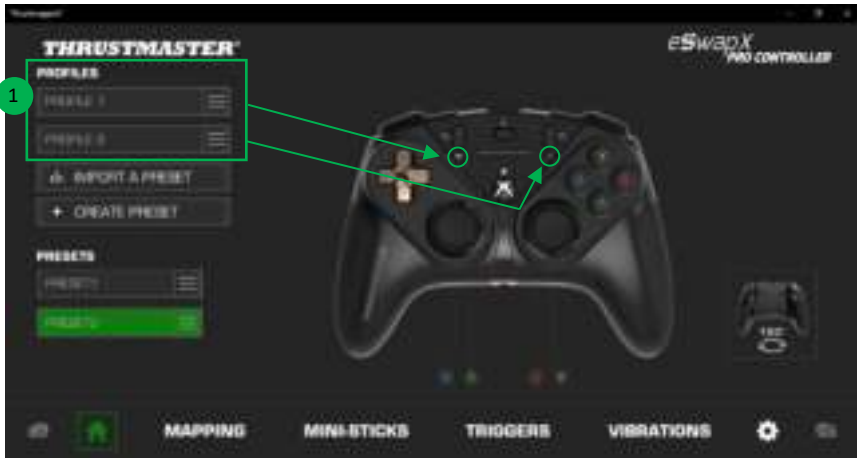 THRUSTMASTER
eSwapX
PRO CONTROLLER
PROFILES
1
PROFILE 1
PROFILE 2
IMPORT A PRESET
+ CREATE PRESET
PRESETS
PRESET1
PRESET2
MAPPING
MINI-STICKS
TRIGGERS
VIBRATIONS